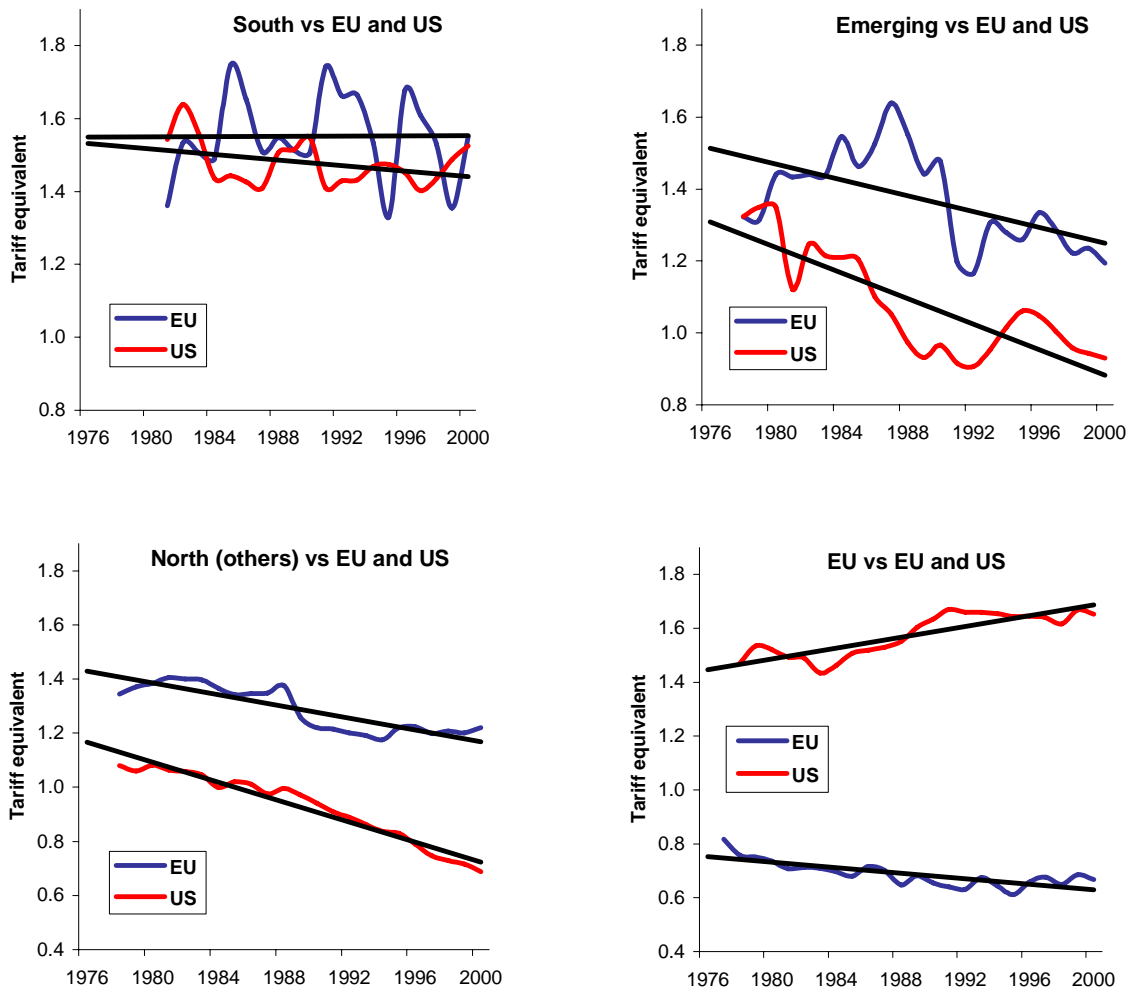 South vs EU and US
Tariff equivalent
1.8
1.6
1.4
1.2
1.0
0.8
EU
US
1976 1980 1984 1988 1992 1996 2000
Emerging vs EU and US
Tariff equivalent
1.8
1.6
1.4
1.2
1.0
0.8
EU
US
1976 1980 1984 1988 1992 1996 2000
North (others) vs EU and US
Tariff equivalent
1.8
1.6
1.4
1.2
1.0
0.8
0.6
0.4
EU
US
1976 1980 1984 1988 1992 1996 2000
EU vs EU and US
Tariff equivalent
1.8
1.6
1.4
1.2
1.0
0.8
0.6
0.4
EU
US
1976 1980 1984 1988 1992 1996 2000